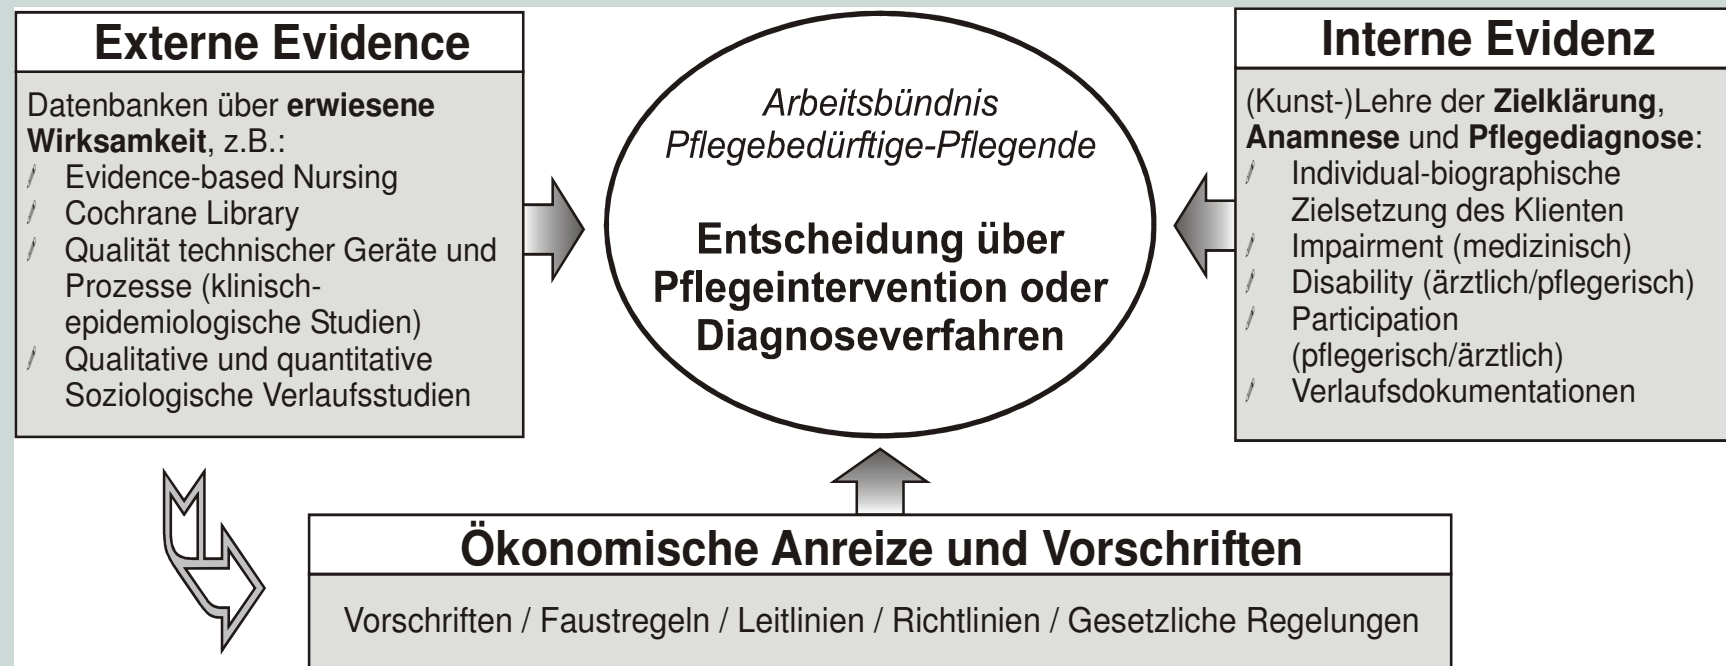 Externe Evidence
Datenbanken über erwiesene
Wirksamkeit, z.B.:
Evidence-based Nursing
Cochrane Library
Qualität technischer Geräte und
Prozesse (klinisch-
epidemiologische Studien)
Qualitative und quantitative
Soziologische Verlaufsstudien
Arbeitsbündnis
Pflegebedürftige-Pflegende
Entscheidung über
Pflegeintervention oder
Diagnoseverfahren
Interne Evidenz
(Kunst-)Lehre der Zielklärung,
Anamnese und Pflegediagnose:
Individual-biographische
Zielsetzung des Klienten
Impairment (medizinisch)
Disability (ärztlich/pflegerisch)
Participation
(pflegerisch/ärztlich)
Verlaufsdokumentationen
Ökonomische Anreize und Vorschriften
Vorschriften / Faustregeln / Leitlinien / Richtlinien / Gesetzliche Regelungen